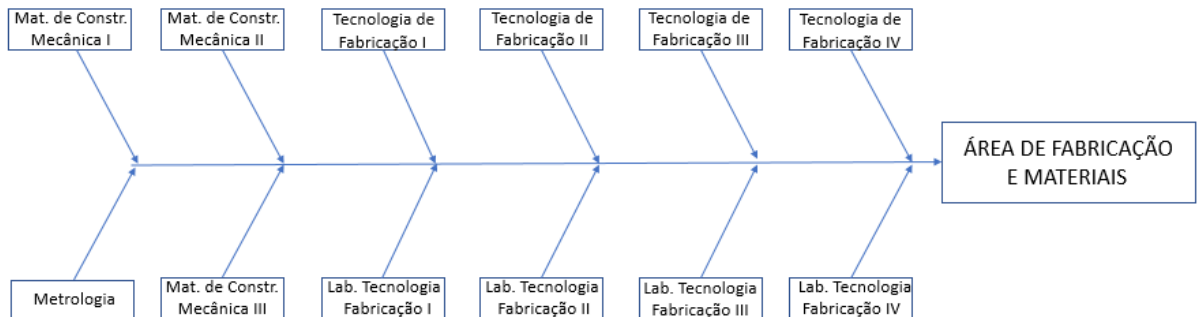 Mat. de Constr.
Mecânica I
Mat. de Constr.
Mecânica II
Tecnologia de
Fabricação I
Tecnologia de
Fabricação II
Tecnologia de
Fabricação III
Tecnologia de
Fabricação IV
ÁREA DE FABRICAÇÃO
E MATERIAIS
Metrologia
Mat. de Constr.
Mecânica III
Lab. Tecnologia
Fabricação I
Lab. Tecnologia
Fabricação II
Lab. Tecnologia
Fabricação III
Lab. Tecnologia
Fabricação IV